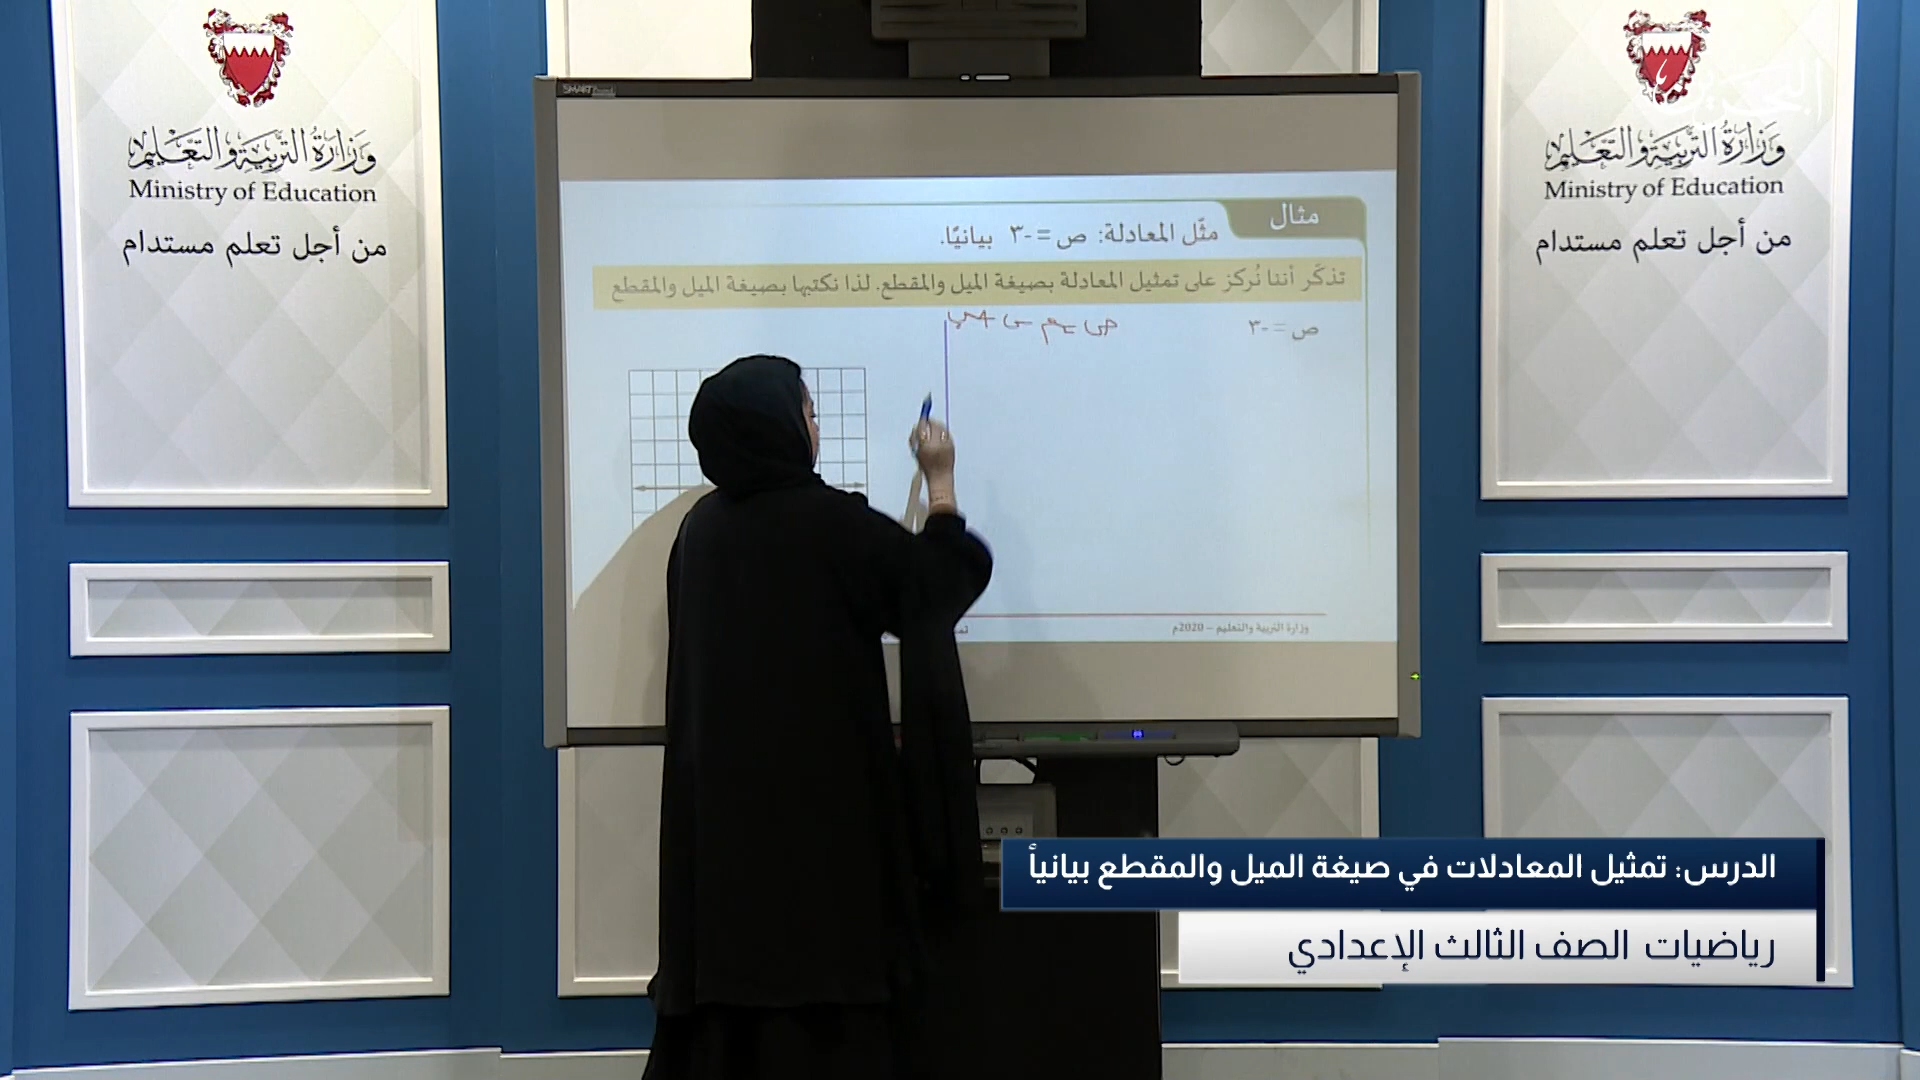 وزارة التربية والتعليم
Ministry of Education
من أجل تعلم مستدام
البحرين
وزارة التربية والتعليم
Ministry of Education
من أجل تعلم مستدام
SMART
مثال
مثّل المعادلة: ص = -٣ بيانيًا.
تذكّر أننا نُركز على تمثيل المعادلة بصيغة الميل والمقطع. لذا نكتبها بصيغة الميل والمقطع
ص = -٣
ص = م س + ب
وزارة التربية والتعليم – 2020م
الدرس: تمثيل المعادلات في صيغة الميل والمقطع بيانياً
رياضيات الصف الثالث الإعدادي